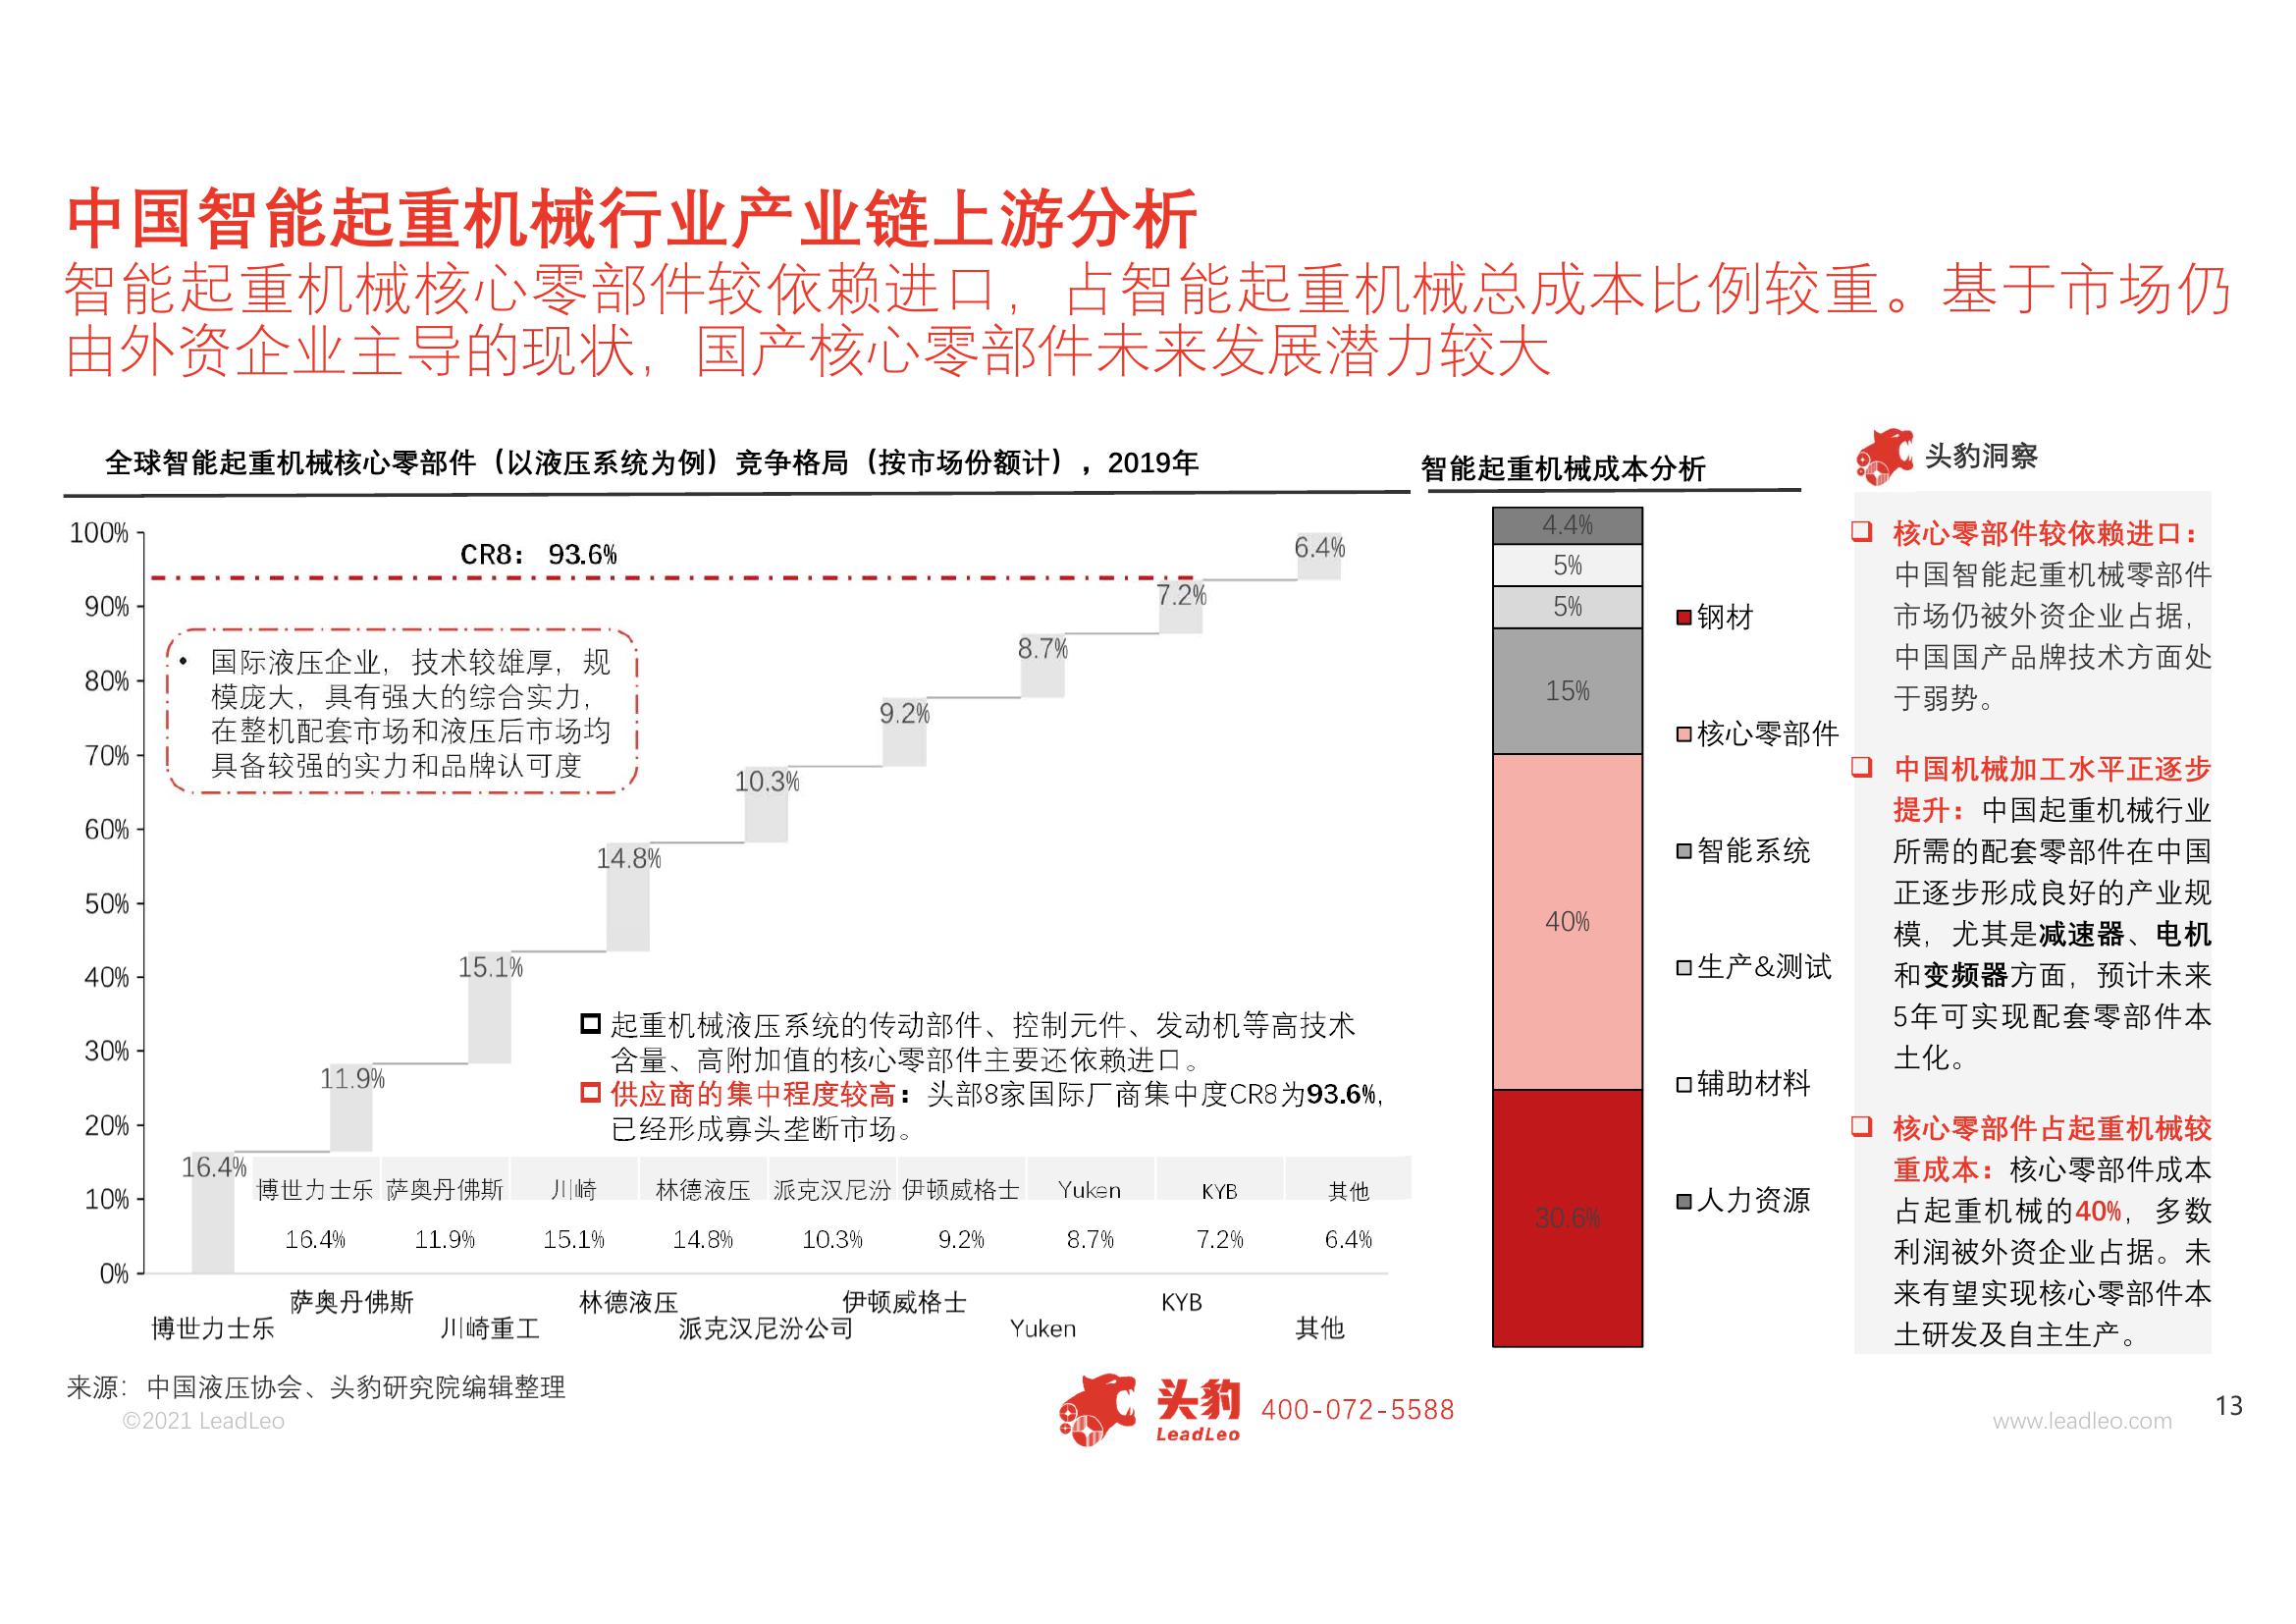 中国智能起重机械行业产业链上游分析
智能起重机械核心零部件较依赖进口，占智能起重机械总成本比例较重。基于市场仍
由外资企业主导的现状，国产核心零部件未来发展潜力较大
全球智能起重机械核心零部件（以液压系统为例）竞争格局（按市场份额计），2019年
100%
90%
80%
70%
60%
50%
40%
30%
20%
10%
0%
CR8： 93.6%
• 国际液压企业，技术较雄厚，规
模庞大，具有强大的综合实力，
在整机配套市场和液压后市场均
具备较强的实力和品牌认可度
16.4%
11.9%
15.1%
14.8%
10.3%
9.2%
8.7%
7.2%
6.4%
起重机械液压系统的传动部件、控制元件、发动机等高技术
含量、高附加值的核心零部件主要还依赖进口。
供应商的集中程度较高：头部8家国际厂商集中度CR8为93.6%，
已经形成寡头垄断市场。
博世力士乐 萨奥丹佛斯 川崎 林德液压 派克汉尼汾 伊顿威格士 Yuken KYB 其他
16.4% 11.9% 15.1% 14.8% 10.3% 9.2% 8.7% 7.2% 6.4%
萨奥丹佛斯 林德液压 伊顿威格士 KYB
博世力士乐 川崎重工 派克汉尼汾公司 Yuken 其他
智能起重机械成本分析
4.4%
5%
5%
15%
40%
30.6%
钢材
核心零部件
智能系统
生产&测试
辅助材料
人力资源
头豹洞察
核心零部件较依赖进口：
中国智能起重机械零部件
市场仍被外资企业占据，
中国国产品牌技术方面处
于弱势。
中国机械加工水平正逐步
提升：中国起重机械行业
所需的配套零部件在中国
正逐步形成良好的产业规
模，尤其是减速器、电机
和变频器方面，预计未来
5年可实现配套零部件本
土化。
核心零部件占起重机械较
重成本：核心零部件成本
占起重机械的40%，多数
利润被外资企业占据。未
来有望实现核心零部件本
土研发及自主生产。
来源：中国液压协会、头豹研究院编辑整理
©2021 LeadLeo
头豹
LeadLeo
400-072-5588
www.leadleo.com
13